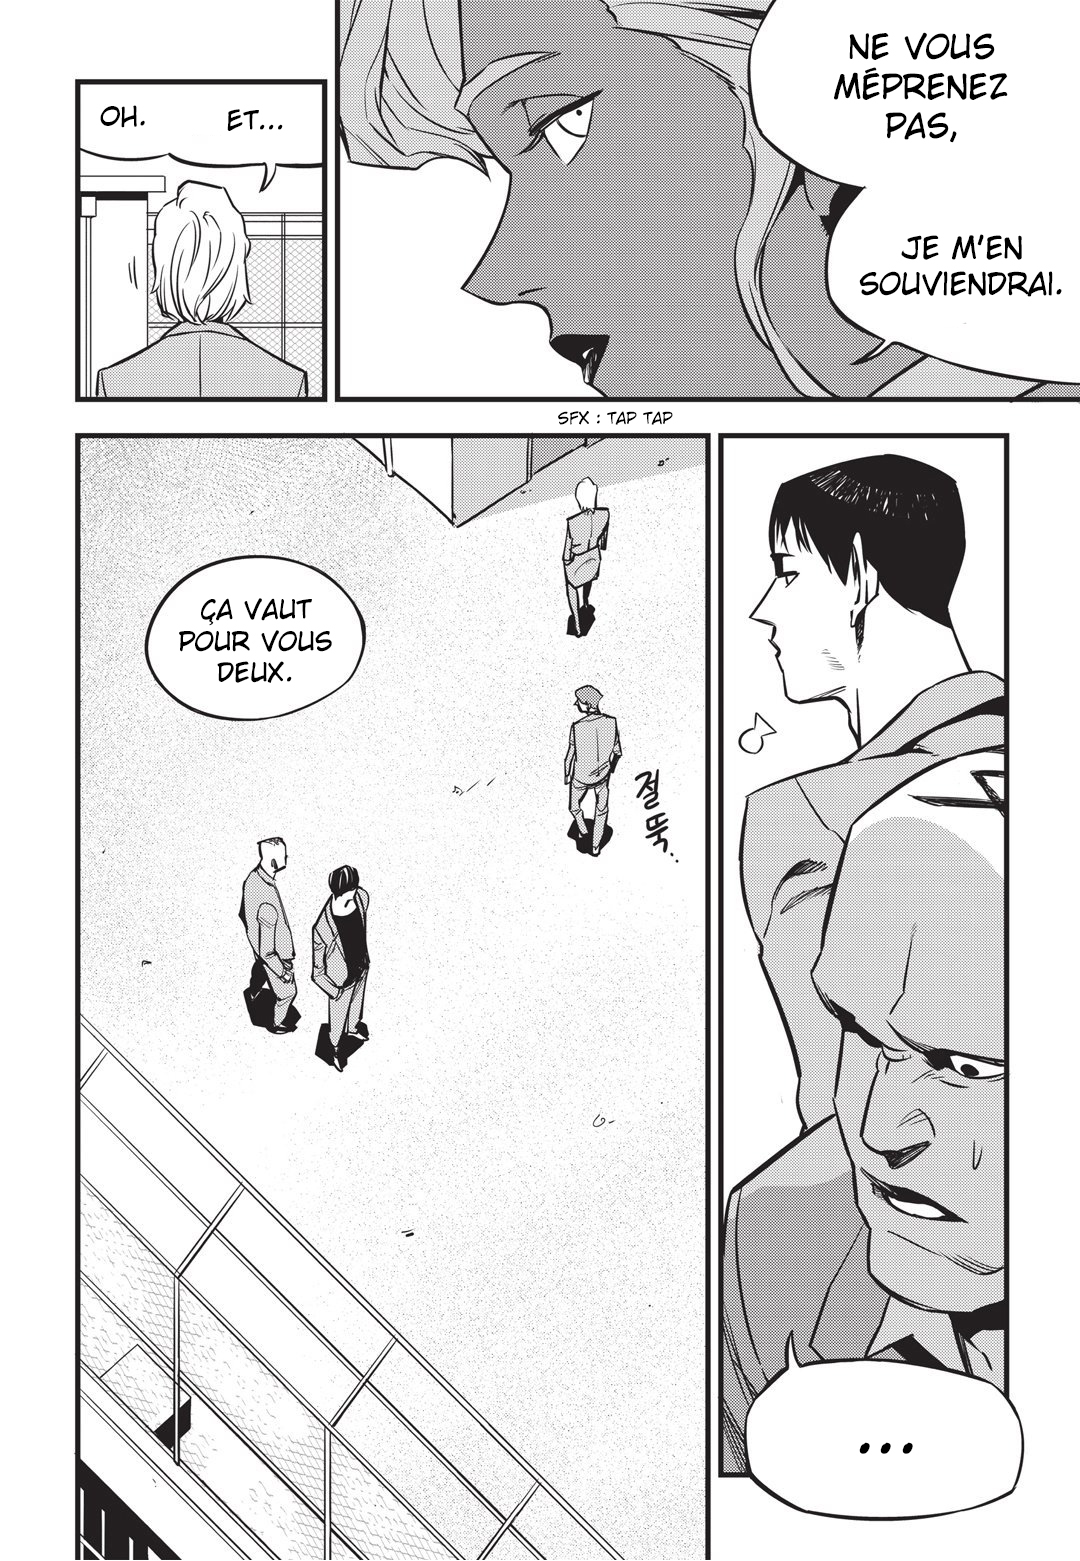 NE VOUS
MÉPRENEZ
PAS,
JE M'EN
SOUVIENDRAI.
OH.
ET...
SFX : TAP TAP
...
ÇA VAUT
POUR VOUS
DEUX.
절
뚝..